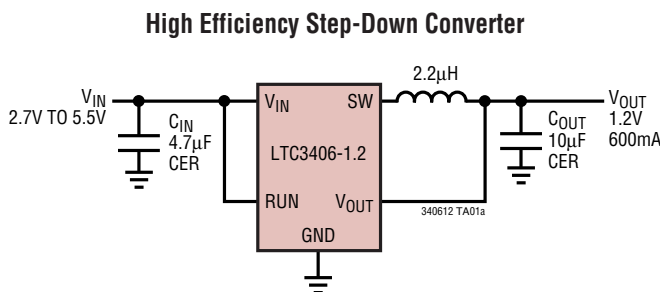 High Efficiency Step-Down Converter
VIN
2.7V TO 5.5V
CIN
4.7µF
CER
VIN
SW
LTC3406-1.2
RUN
VOUT
GND
2.2µH
340612 TA01a
COUT
10µF
CER
VOUT
1.2V
600mA